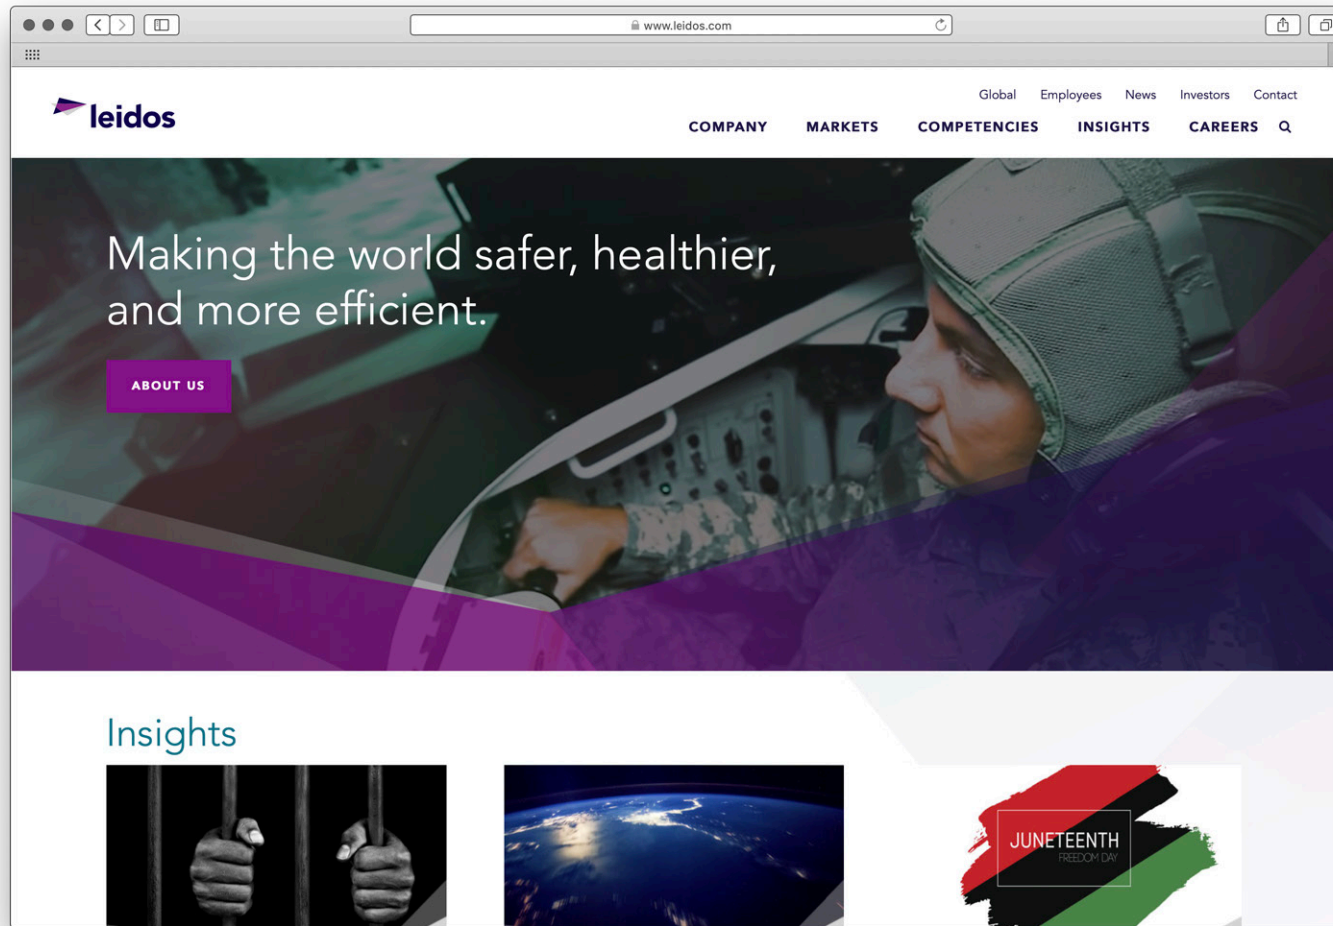 www.leidos.com
leidos
Global Employees News Investors Contact
COMPANY MARKETS COMPETENCIES INSIGHTS CAREERS
Making the world safer, healthier,
and more efficient.
ABOUT US
Insights
JUNETEENTH
FREEDOM DAY